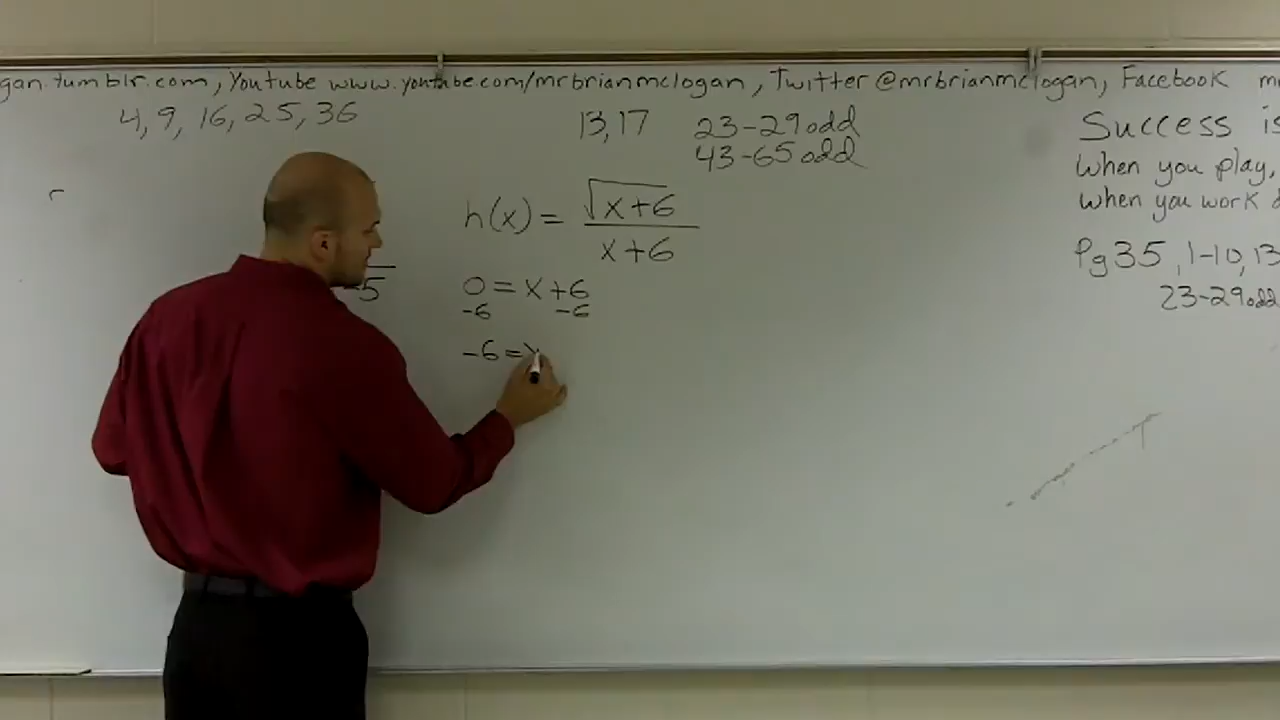 gan.tumblr.com, Youtube www.youtube.com/mrbrianmclogan, Twitter @mrbrianmclogan, Facebook
4, 9, 16, 25, 36
13, 17 23-29 odd
43-65 odd
Success is
when you play,
when you work
Pg 35, 1-10, 13
23-29 odd
h(x) = √(x+6) / (x+6)
-5
0 = x+6
-6 -6
-6 = x